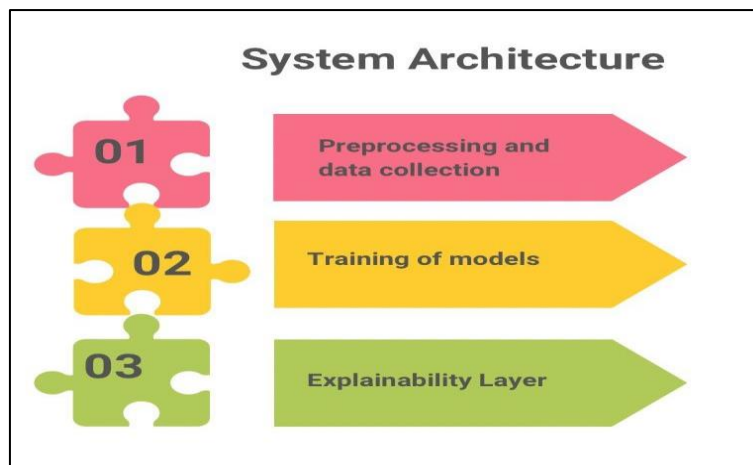 System Architecture
01
Preprocessing and
data collection
02
Training of models
03
Explainability Layer